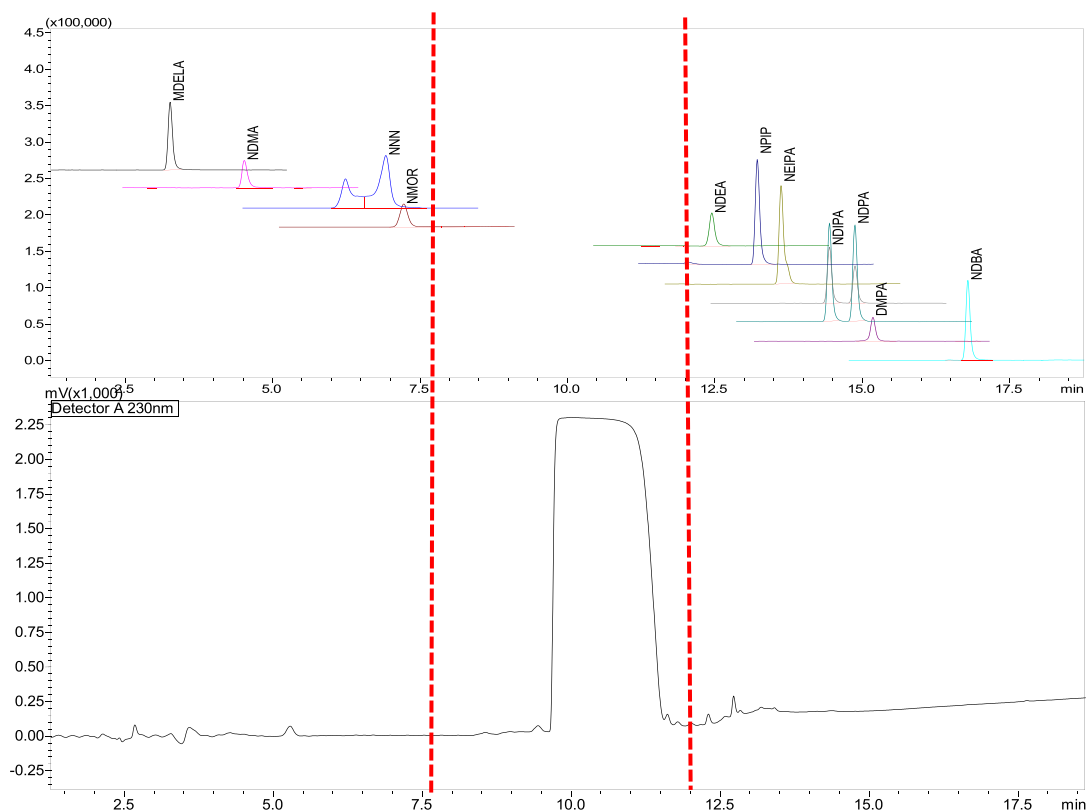 (x100,000)
4.5
4.0
3.5
3.0
2.5
2.0
1.5
1.0
0.5
0.0
MDELA
NDMA
NNN
NMOR
NDEA
NPIP
NEIPA
NDIPA
NDPA
DMPA
NDBA
2.5 5.0 7.5 10.0 12.5 15.0 17.5 min
mV(x1,000)
Detector A 230nm
2.25
2.00
1.75
1.50
1.25
1.00
0.75
0.50
0.25
0.00
-0.25
2.5 5.0 7.5 10.0 12.5 15.0 17.5 min